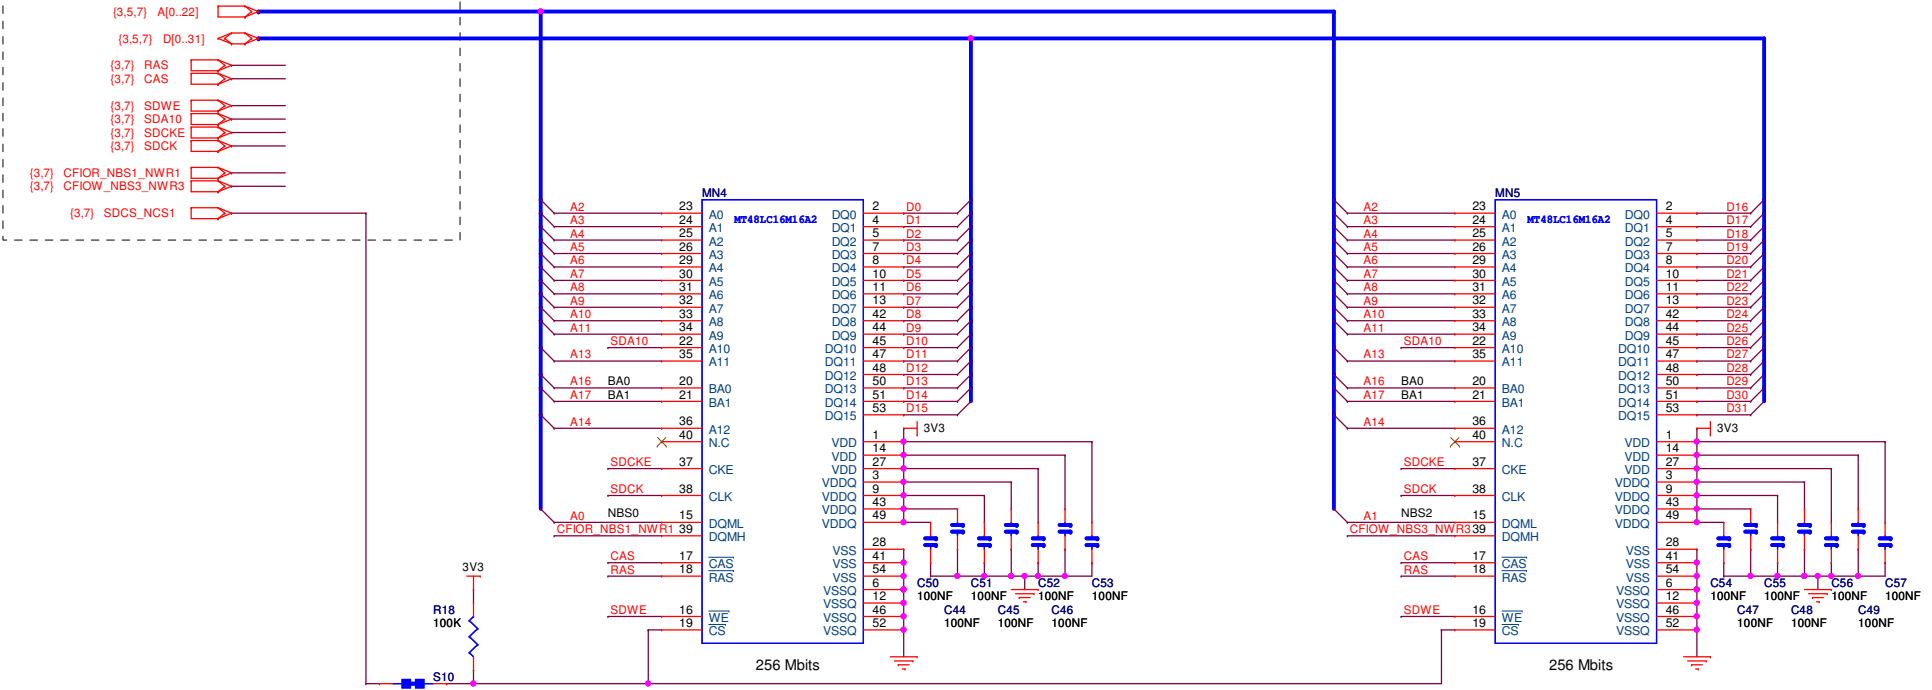 {3,5,7} A[0..22]
{3,5,7} D[0..31]
{3,7} RAS
{3,7} CAS
{3,7} SDWE
{3,7} SDA10
{3,7} SDCKE
{3,7} SDCK
{3,7} CFIOR_NBS1_NWR1
{3,7} CFIOW_NBS3_NWR3
{3,7} SDCS_NCS1
3V3
R18
100K
S10
MN4
MT48LC16M16A2
A2 23 A0 DQ0 2 D0
A3 24 A1 DQ1 4 D1
A4 25 A2 DQ2 5 D2
A5 26 A3 DQ3 7 D3
A6 29 A4 DQ4 8 D4
A7 30 A5 DQ5 10 D5
A8 31 A6 DQ6 11 D6
A9 32 A7 DQ7 13 D7
A10 33 A8 DQ8 42 D8
A11 34 A9 DQ9 44 D9
SDA10 22 A10 DQ10 45 D10
A13 35 A11 DQ11 47 D11
DQ12 48 D12
A16 BA0 20 BA0 DQ13 50 D13
A17 BA1 21 BA1 DQ14 51 D14
DQ15 53 D15
A14 36 A12 3V3
40 N.C VDD 1
VDD 14
SDCKE 37 CKE VDD 27
VDDQ 3
SDCK 38 CLK VDDQ 9
VDDQ 43
A0 NBS0 15 DQML VDDQ 49
CFIOR_NBS1_NWR1 39 DQMH
VSS 28
CAS 17 CAS VSS 41
RAS 18 RAS VSS 54
VSSQ 6
VSSQ 12
SDWE 16 WE VSSQ 46
19 CS VSSQ 52
C50 C51 C52 C53
100NF 100NF 100NF 100NF
C44 C45 C46
100NF 100NF 100NF
256 Mbits
MN5
MT48LC16M16A2
A2 23 A0 DQ0 2 D16
A3 24 A1 DQ1 4 D17
A4 25 A2 DQ2 5 D18
A5 26 A3 DQ3 7 D19
A6 29 A4 DQ4 8 D20
A7 30 A5 DQ5 10 D21
A8 31 A6 DQ6 11 D22
A9 32 A7 DQ7 13 D23
A10 33 A8 DQ8 42 D24
A11 34 A9 DQ9 44 D25
SDA10 22 A10 DQ10 45 D26
A13 35 A11 DQ11 47 D27
DQ12 48 D28
A16 BA0 20 BA0 DQ13 50 D29
A17 BA1 21 BA1 DQ14 51 D30
DQ15 53 D31
A14 36 A12 3V3
40 N.C VDD 1
VDD 14
SDCKE 37 CKE VDD 27
VDDQ 3
SDCK 38 CLK VDDQ 9
VDDQ 43
A1 NBS2 15 DQML VDDQ 49
CFIOW_NBS3_NWR3 39 DQMH
VSS 28
CAS 17 CAS VSS 41
RAS 18 RAS VSS 54
VSSQ 6
VSSQ 12
SDWE 16 WE VSSQ 46
19 CS VSSQ 52
C54 C55 C56 C57
100NF 100NF 100NF 100NF
C47 C48 C49
100NF 100NF 100NF
256 Mbits